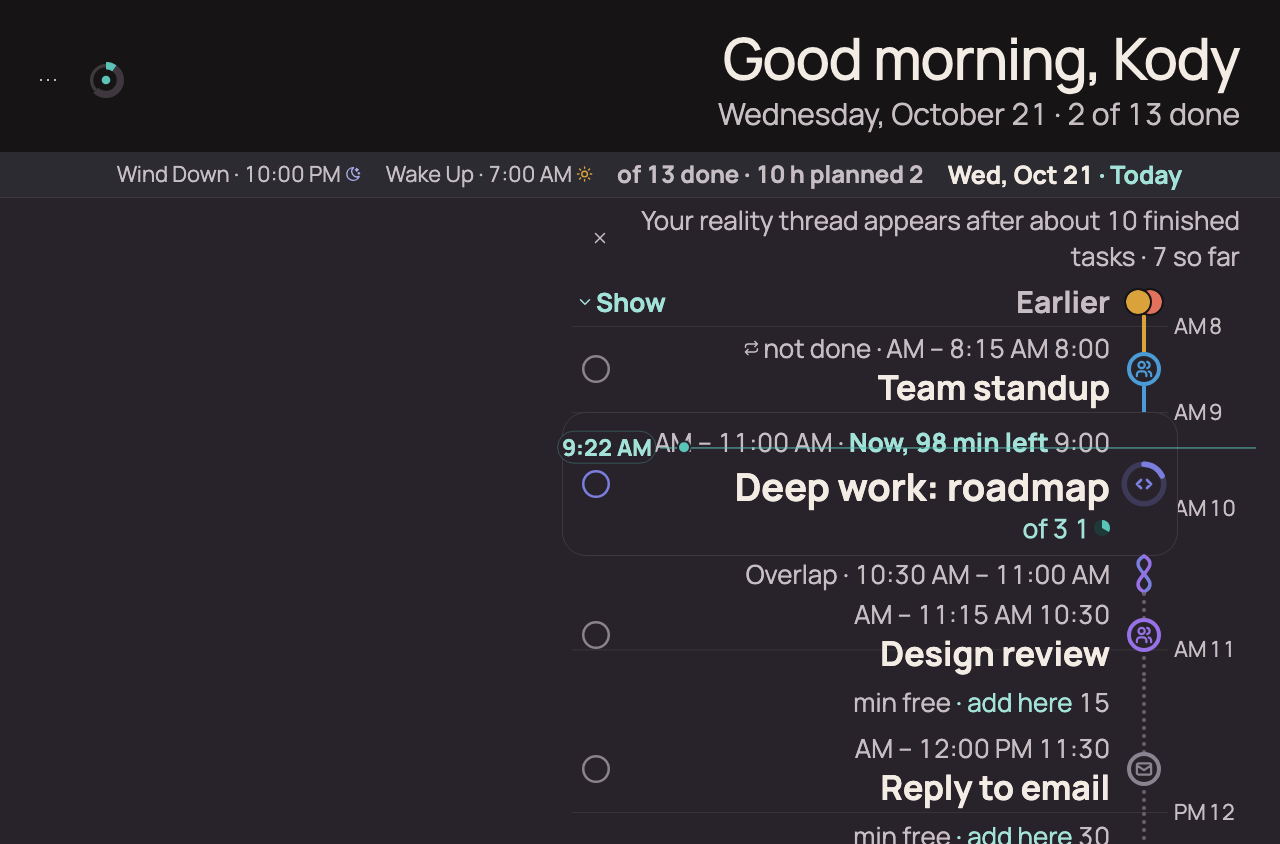 Good morning, Kody
Wednesday, October 21 · 2 of 13 done
Wind Down · 10:00 PM Wake Up · 7:00 AM of 13 done · 10 h planned 2 Wed, Oct 21 · Today
Your reality thread appears after about 10 finished
tasks · 7 so far
Show Earlier
AM 8
not done · AM – 8:15 AM 8:00
Team standup
AM 9
9:22 AM AM – 11:00 AM · Now, 98 min left 9:00
Deep work: roadmap
AM 10
of 3 1
Overlap · 10:30 AM – 11:00 AM
AM – 11:15 AM 10:30
Design review
AM 11
min free · add here 15
AM – 12:00 PM 11:30
Reply to email
PM 12
min free · add here 30